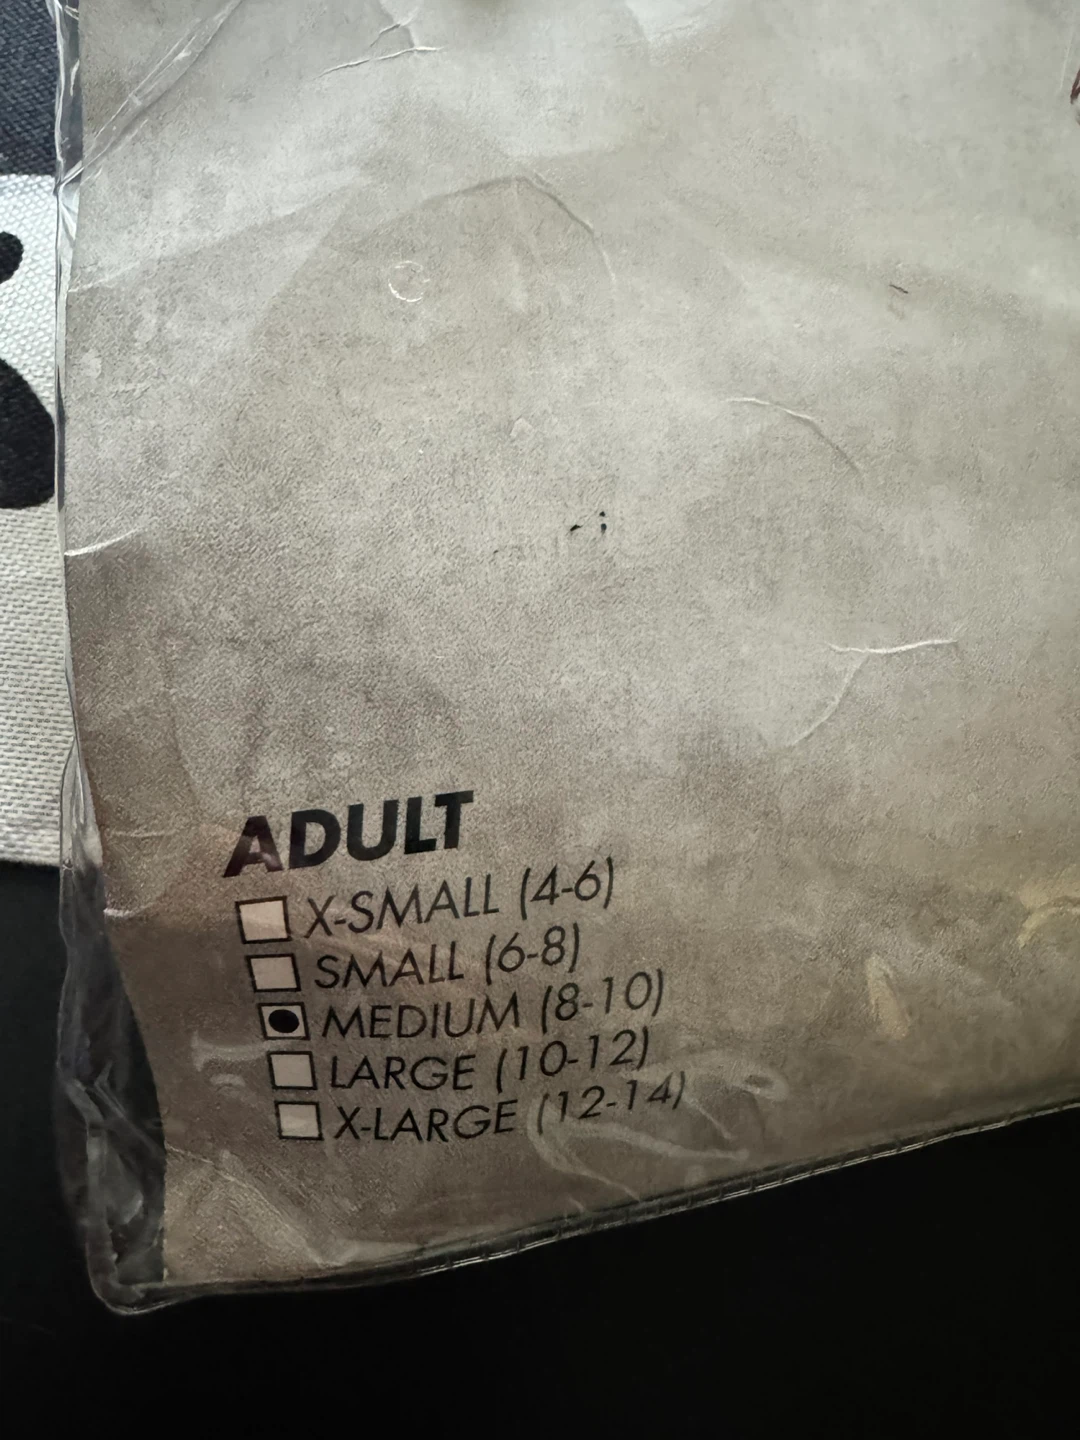 ADULT
X-SMALL (4-6)
SMALL (6-8)
MEDIUM (8-10)
LARGE (10-12)
X-LARGE (12-14)